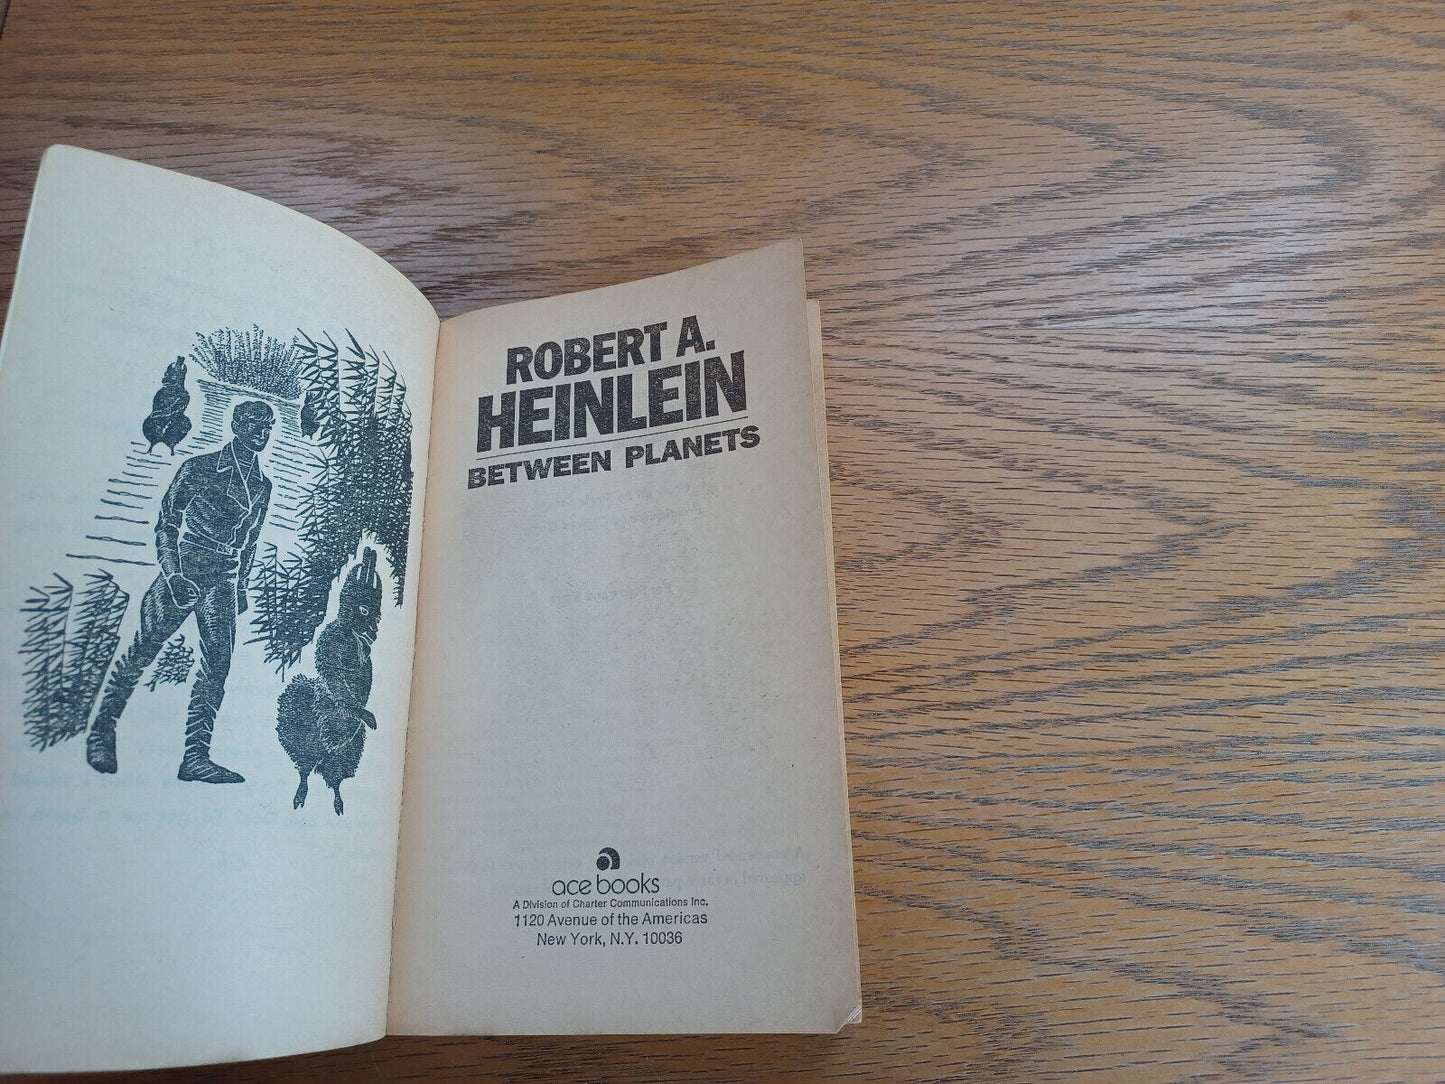 ROBERT A.
HEINLEIN
BETWEEN PLANETS
ace books
A Division of Charter Communications Inc.
1120 Avenue of the Americas
New York, N.Y. 10036